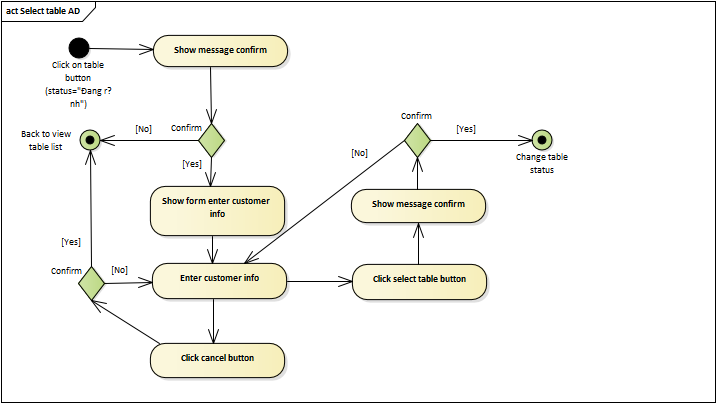 act Select table AD
Click on table
button
(status="Đang r?
nh")
Show message confirm
Confirm
[No]
Back to view
table list
[Yes]
Show form enter customer
info
Confirm
[Yes]
Change table
status
[No]
Show message confirm
[Yes]
Confirm
[No]
Enter customer info
Click select table button
Click cancel button